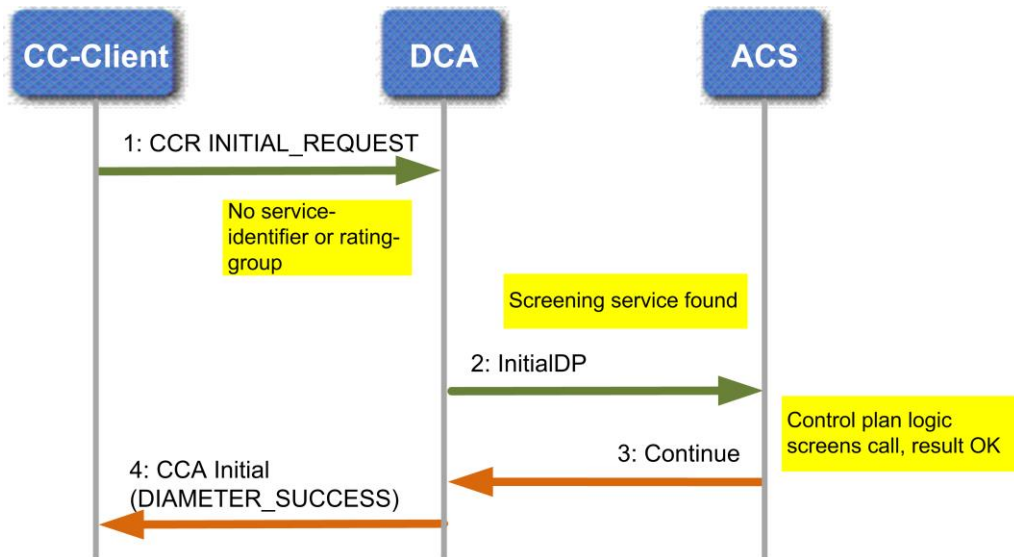 CC-Client
DCA
ACS
1: CCR INITIAL_REQUEST
No service-
identifier or rating-
group
Screening service found
2: InitialDP
Control plan logic
screens call, result OK
3: Continue
4: CCA Initial
(DIAMETER_SUCCESS)